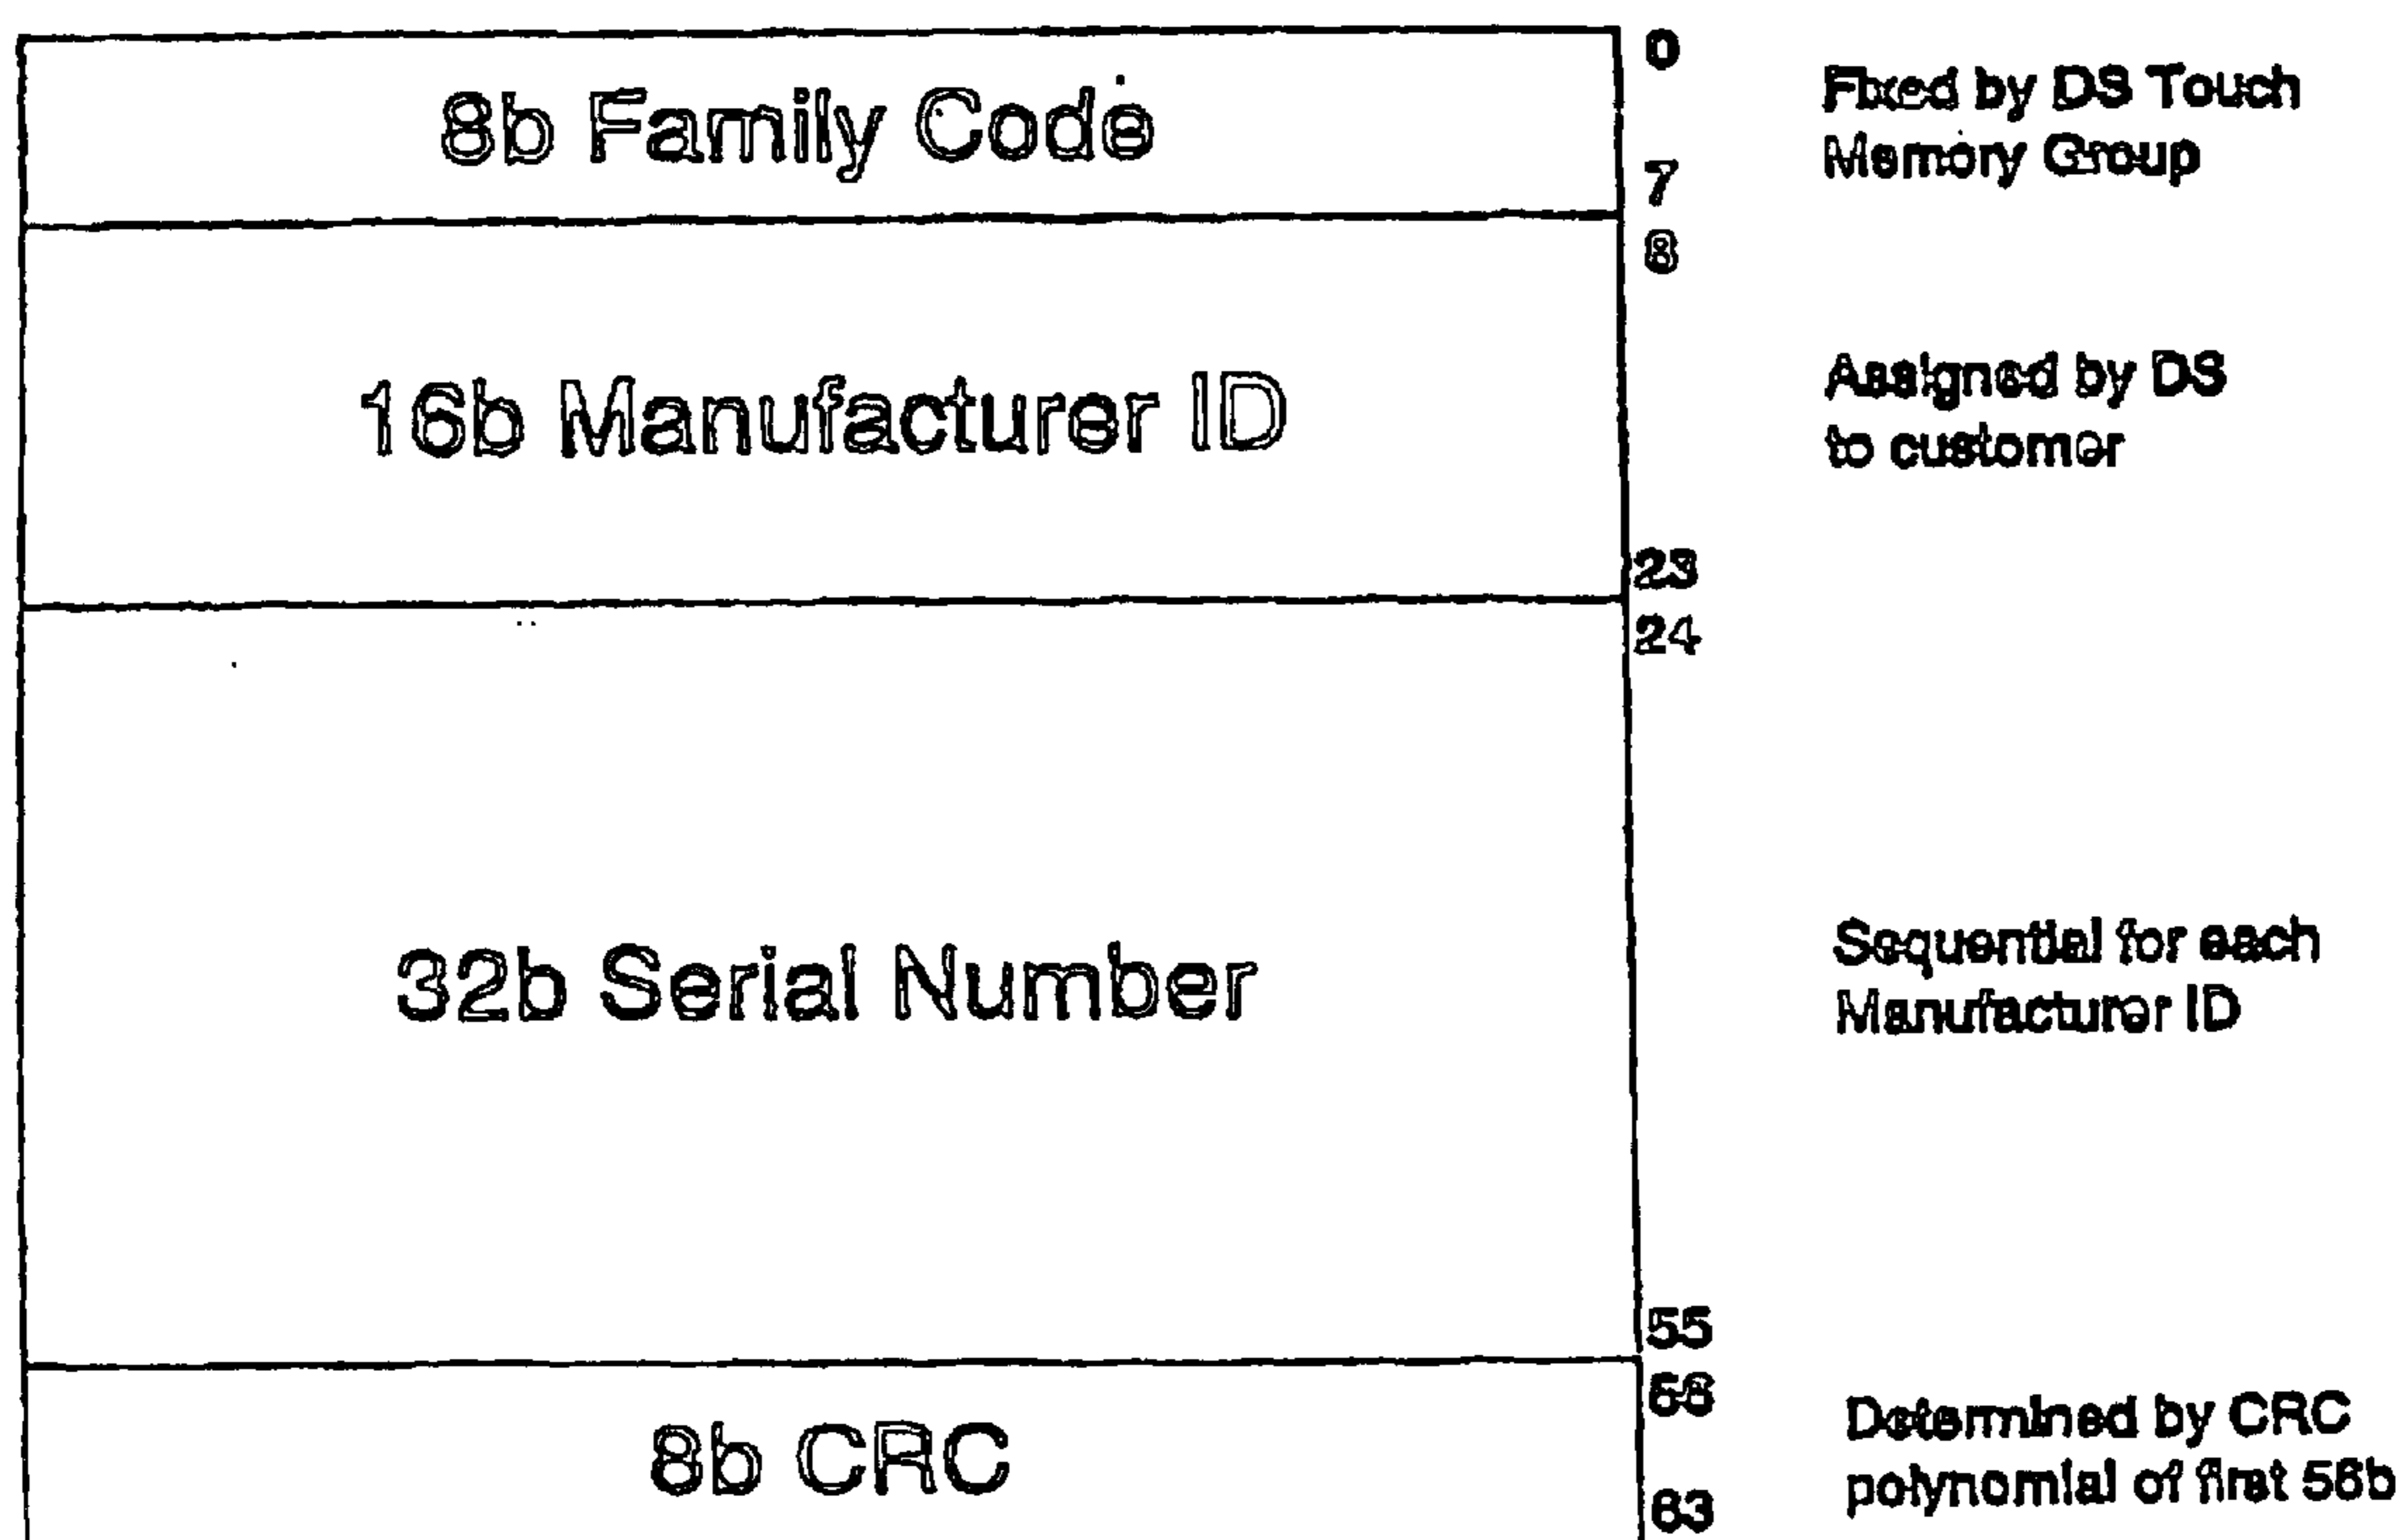 8b Family Code
0
7
Fixed by DS Touch
Memory Group
16b Manufacturer ID
8
23
Assigned by DS
to customer
32b Serial Number
24
55
Sequential for each
Manufacturer ID
8b CRC
56
63
Determined by CRC
polynomial of first 56b